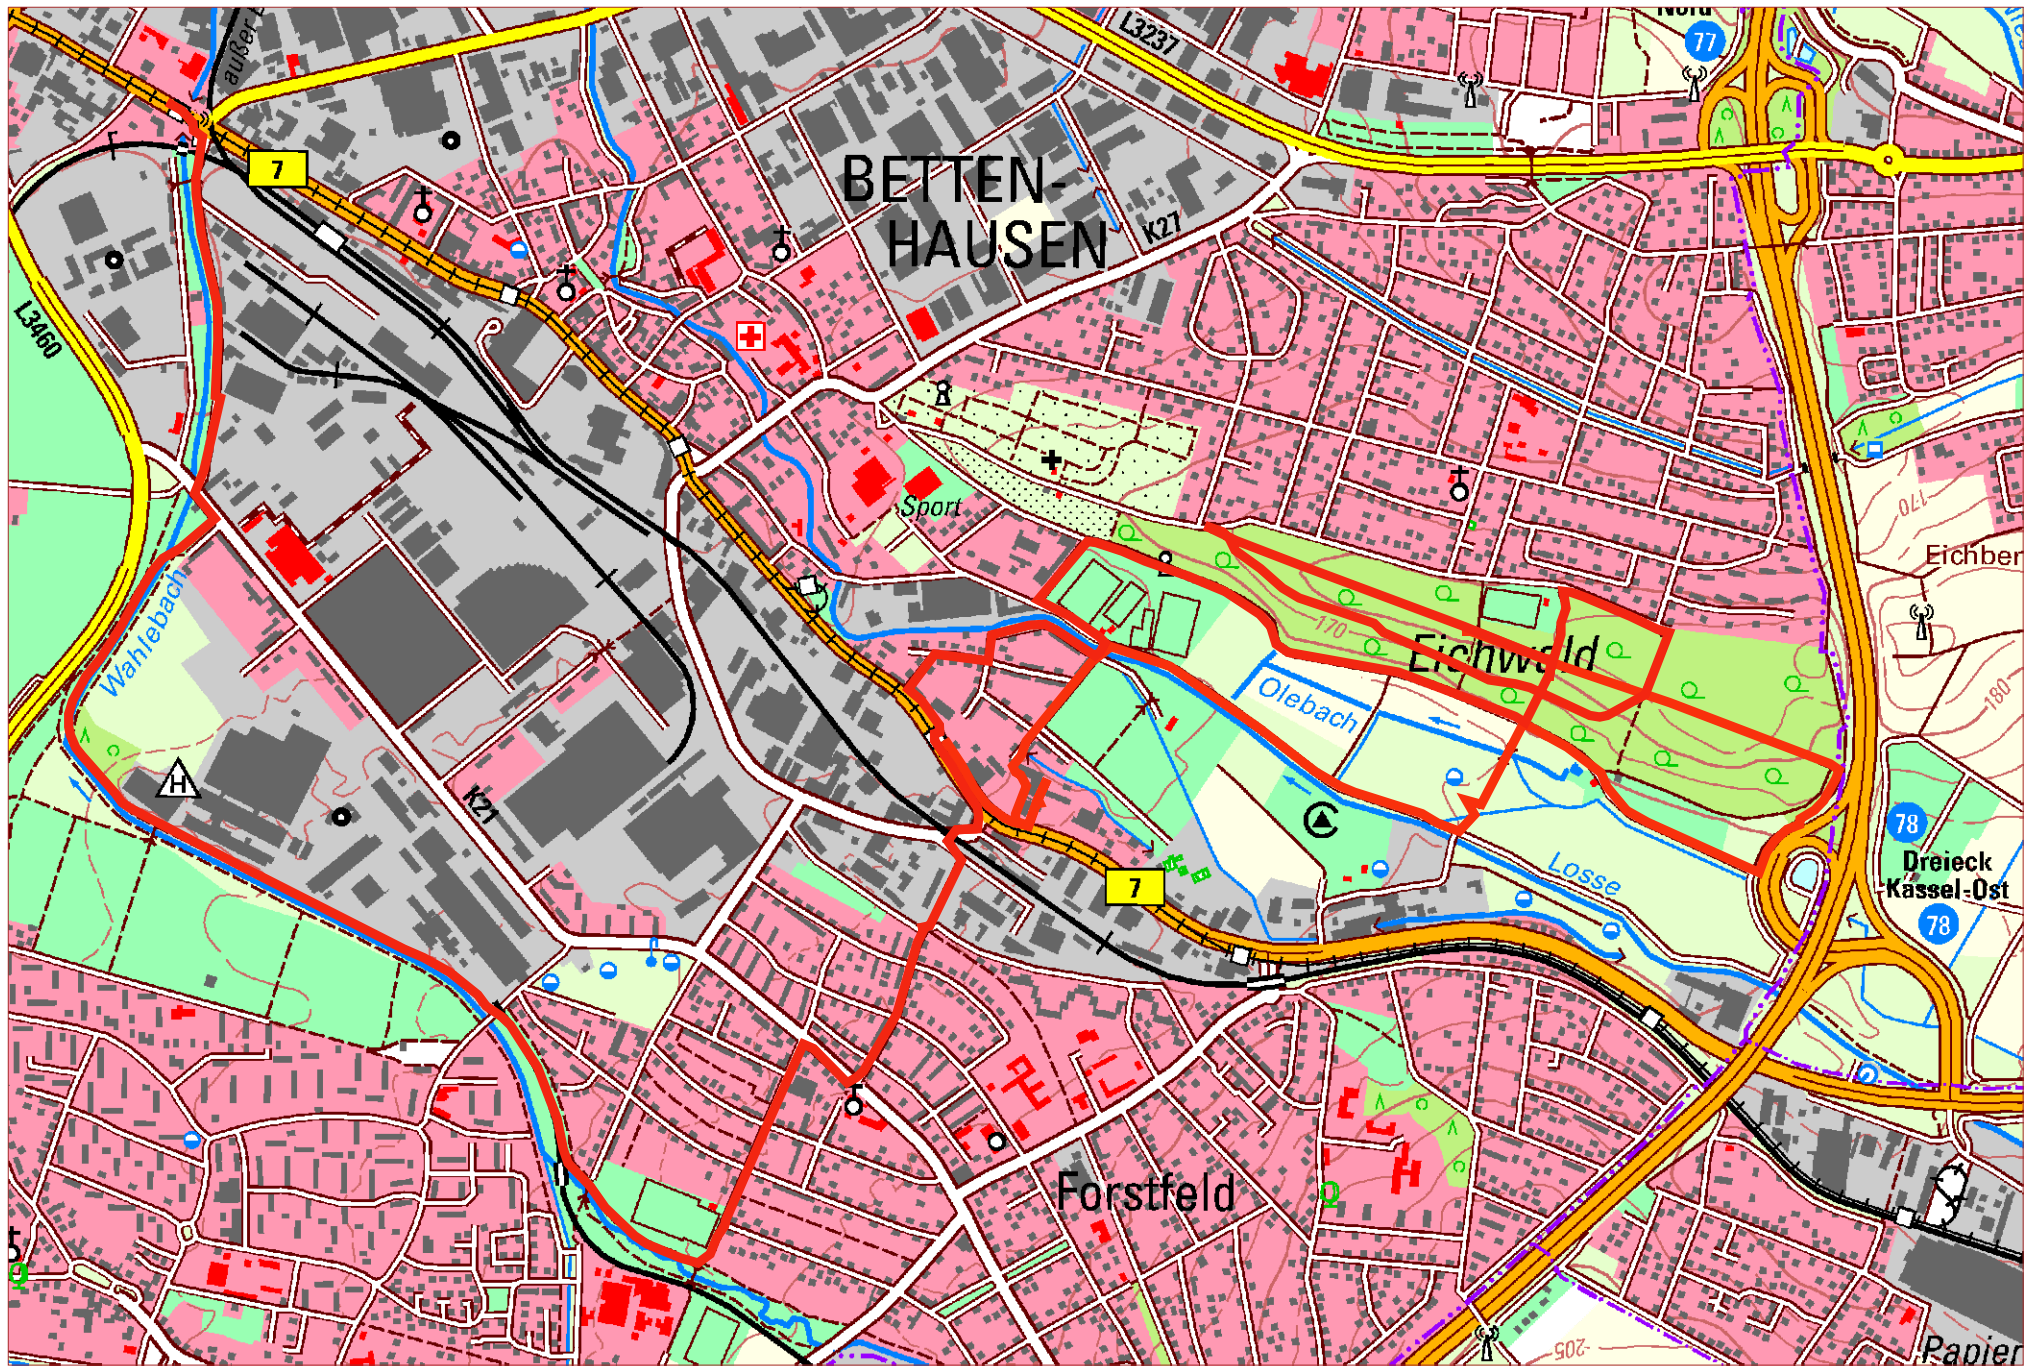 Nord
77
L3237
außer
7
BETTEN-
HAUSEN
K27
L3460
Sport
170
Eichber
Wahlebach
170
Eichwald
Olebach
180
H
K21
78
Dreieck
Kassel-Ost
78
Losse
7
Forstfeld
205
Papier